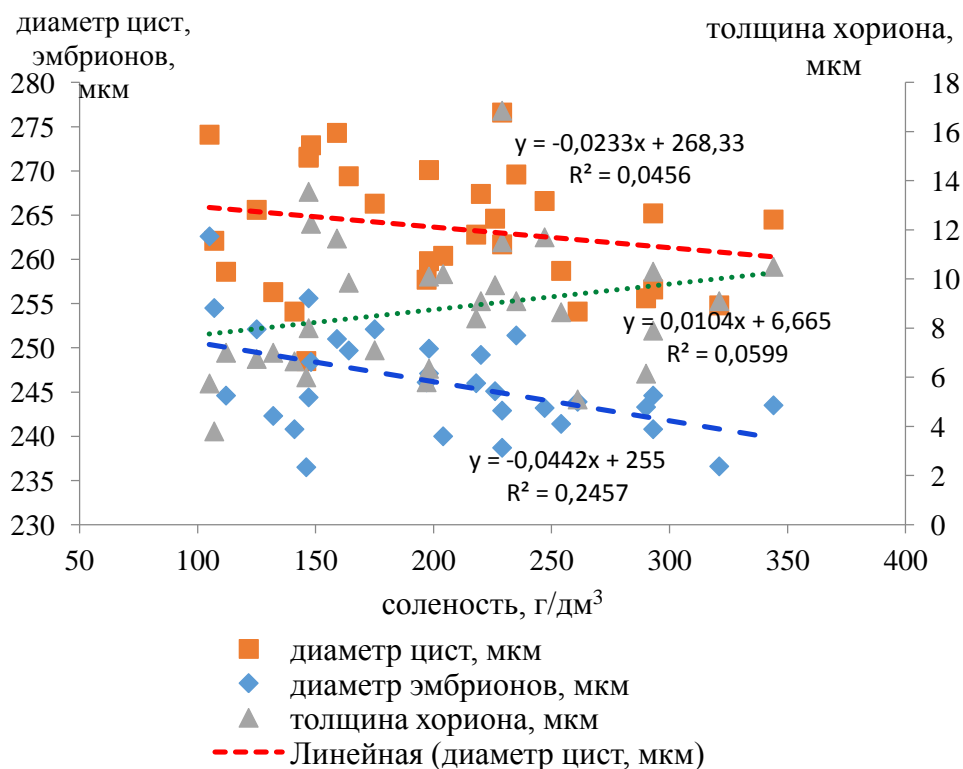 диаметр цист,
эмбрионов,
мкм
толщина хориона,
мкм
280
275
270
265
260
255
250
245
240
235
230
18
16
14
12
10
8
6
4
2
0
y = -0,0233x + 268,33
R² = 0,0456
y = 0,0104x + 6,665
R² = 0,0599
y = -0,0442x + 255
R² = 0,2457
50 100 150 200 250 300 350 400
соленость, г/дм³
диаметр цист, мкм
диаметр эмбрионов, мкм
толщина хориона, мкм
Линейная (диаметр цист, мкм)